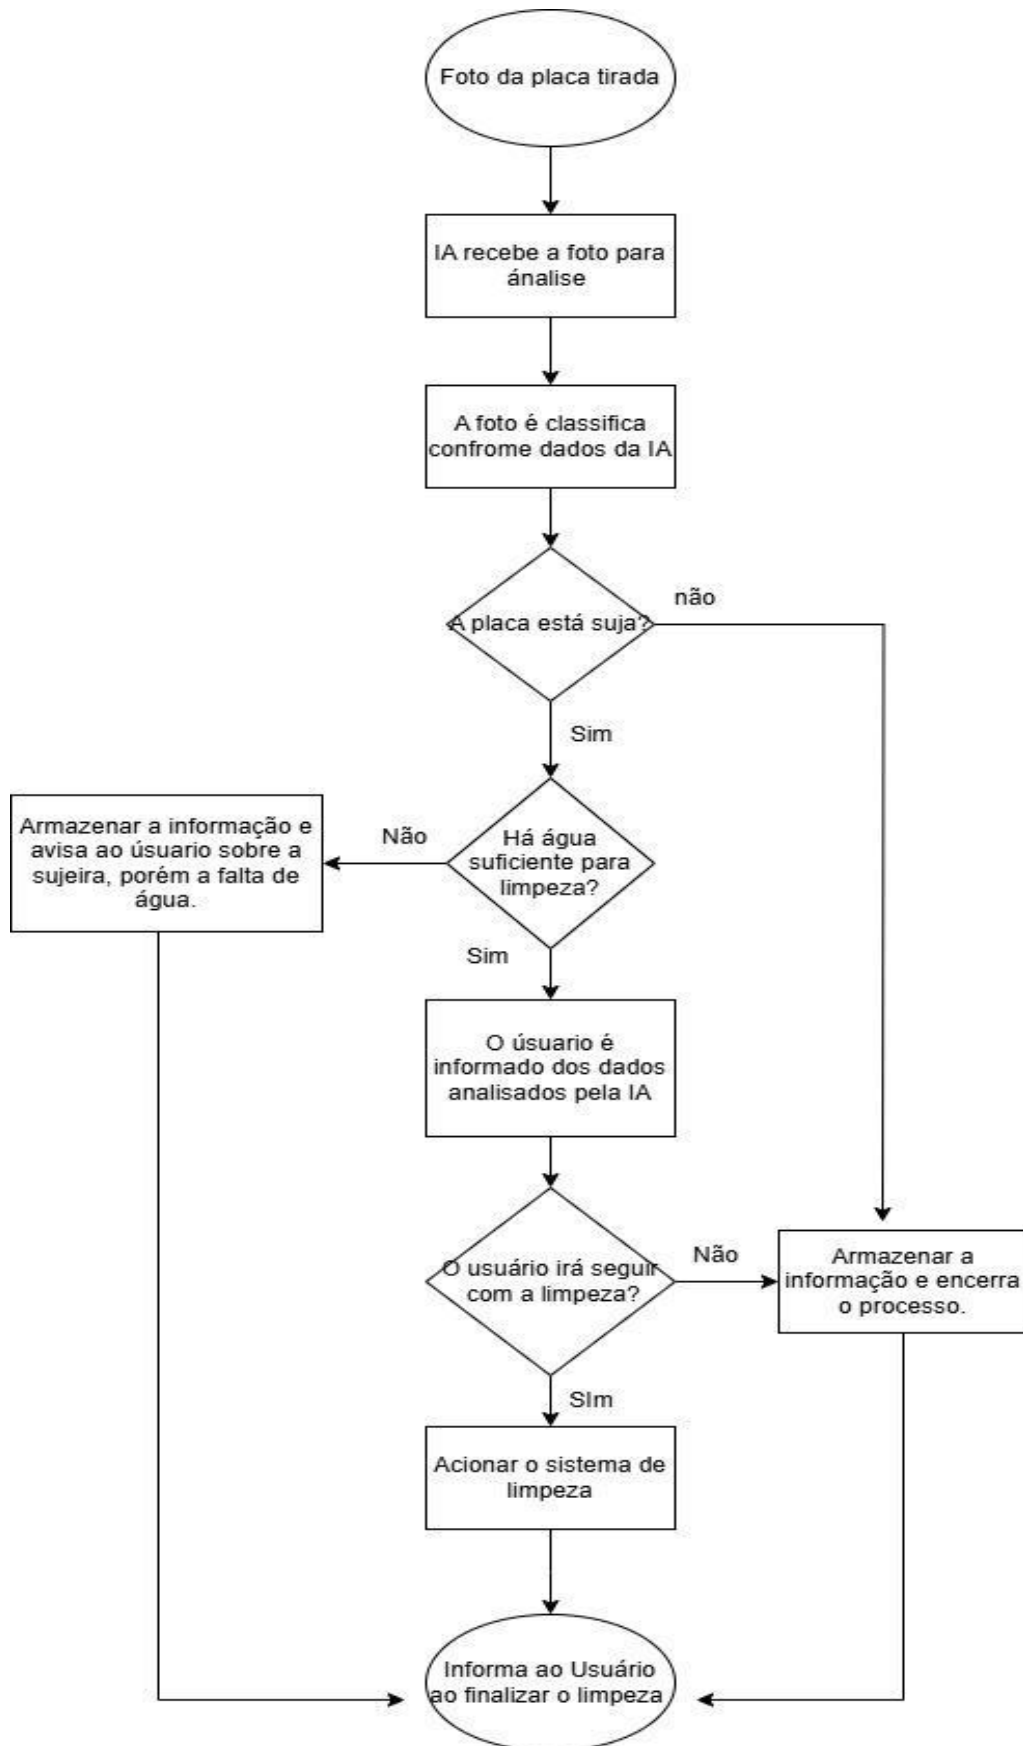 Foto da placa tirada
IA recebe a foto para
ánalise
A foto é classifica
confrome dados da IA
A placa está suja?
não
Sim
Armazenar a informação e
avisa ao úsuario sobre a
sujeira, porém a falta de
água.
Não
Há água
suficiente para
limpeza?
Sim
O úsuario é
informado dos dados
analisados pela IA
O usuário irá seguir
com a limpeza?
Não
Armazenar a
informação e encerra
o processo.
SIm
Acionar o sistema de
limpeza
Informa ao Usuário
ao finalizar o limpeza